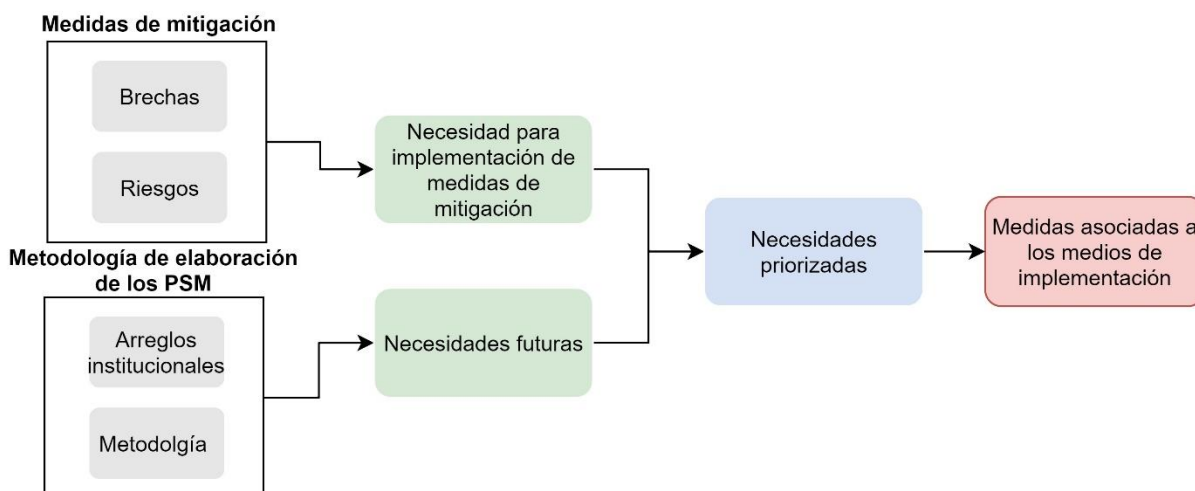 Medidas de mitigación
Brechas
Riesgos
Metodología de elaboración
de los PSM
Arreglos
institucionales
Metodolgía
Necesidad para
implementación de
medidas de
mitigación
Necesidades futuras
Necesidades
priorizadas
Medidas asociadas a
los medios de
implementación